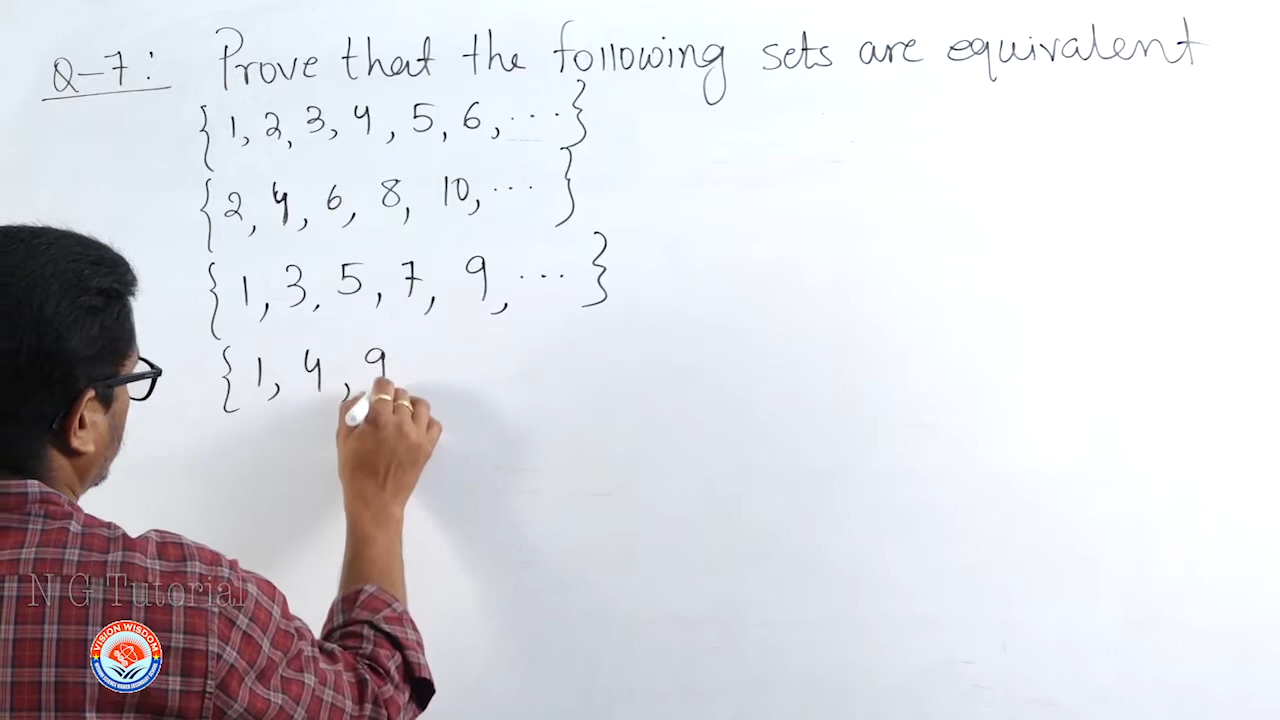 Q-7: Prove that the following sets are equivalent
{1, 2, 3, 4, 5, 6, ...}
{2, 4, 6, 8, 10, ...}
{1, 3, 5, 7, 9, ...}
{1, 4, 9
N G Tutorial
VISION WISDOM